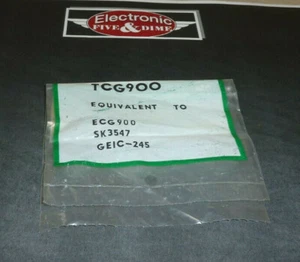 Electronic
FIVE & DIME
TCG900
EQUIVALENT TO
ECG900
SK3547
GEIC-245